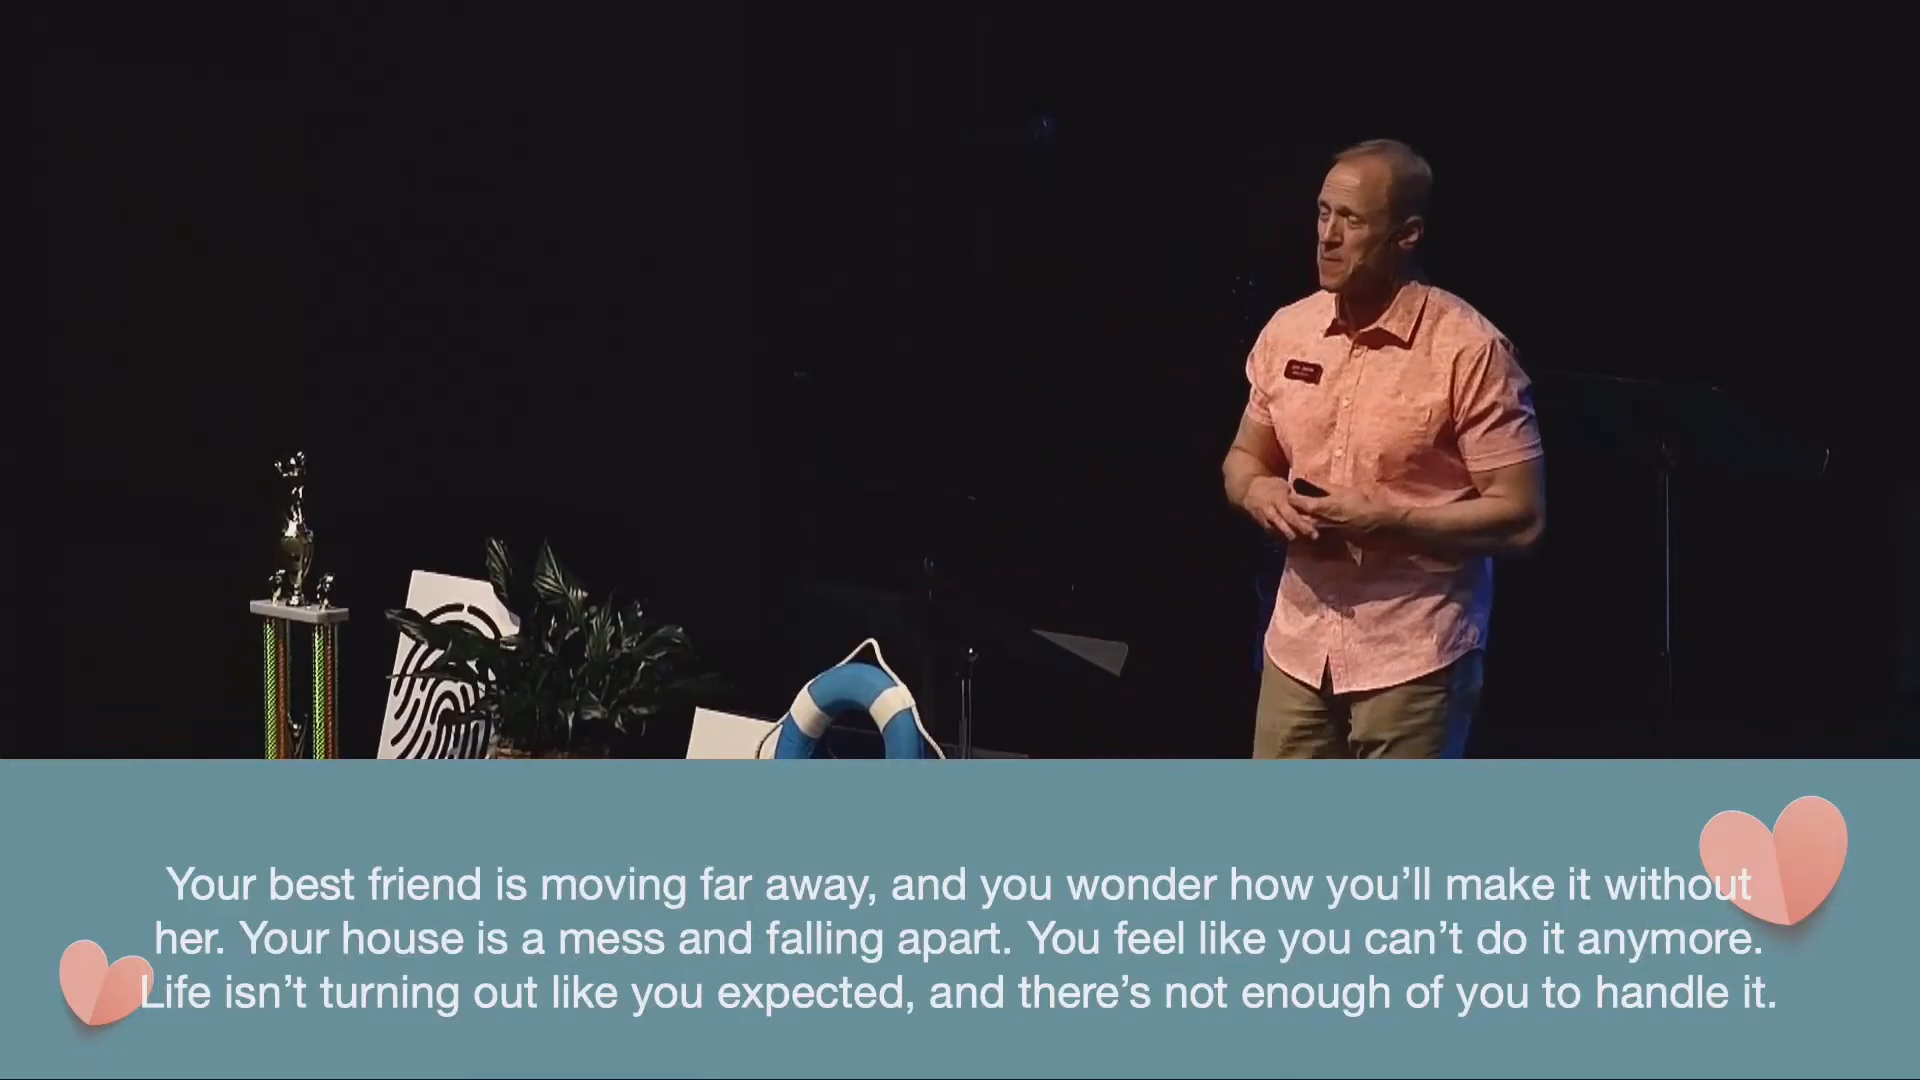 Your best friend is moving far away, and you wonder how you’ll make it without
her. Your house is a mess and falling apart. You feel like you can’t do it anymore.
Life isn’t turning out like you expected, and there’s not enough of you to handle it.